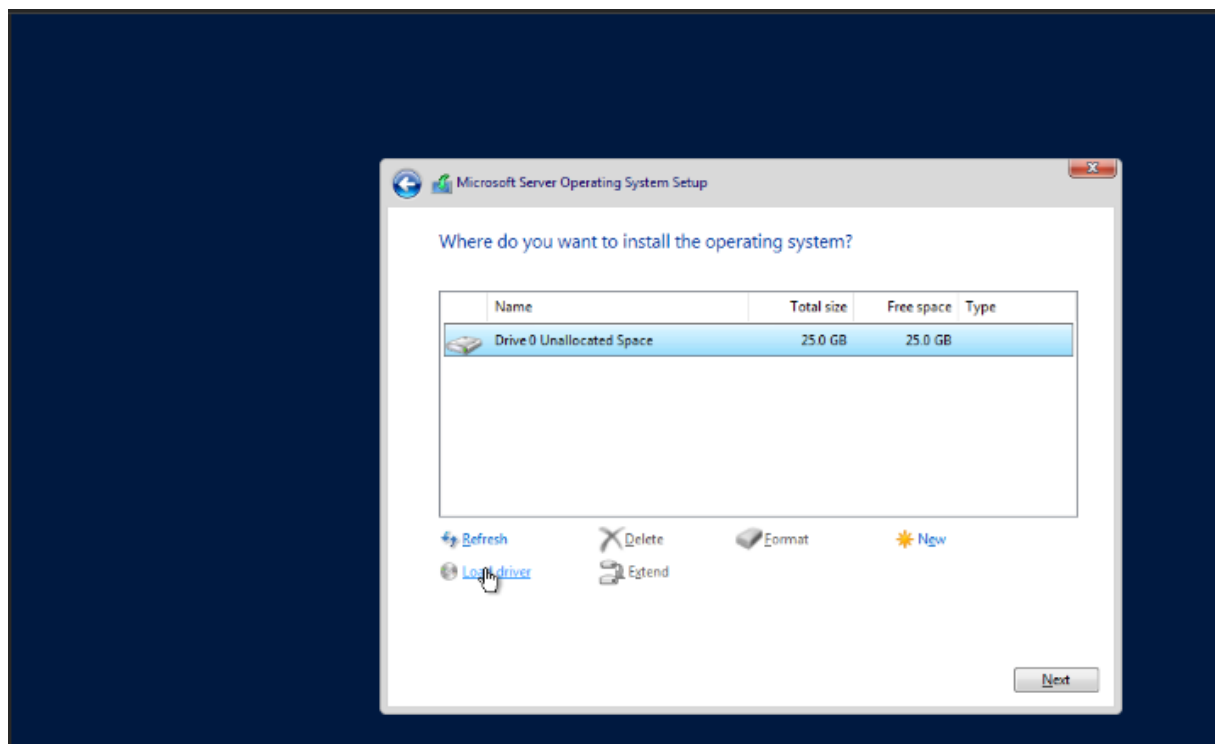 Microsoft Server Operating System Setup
Where do you want to install the operating system?
Name Total size Free space Type
Drive 0 Unallocated Space 25.0 GB 25.0 GB
Refresh Delete Format New
Load driver Extend
Next